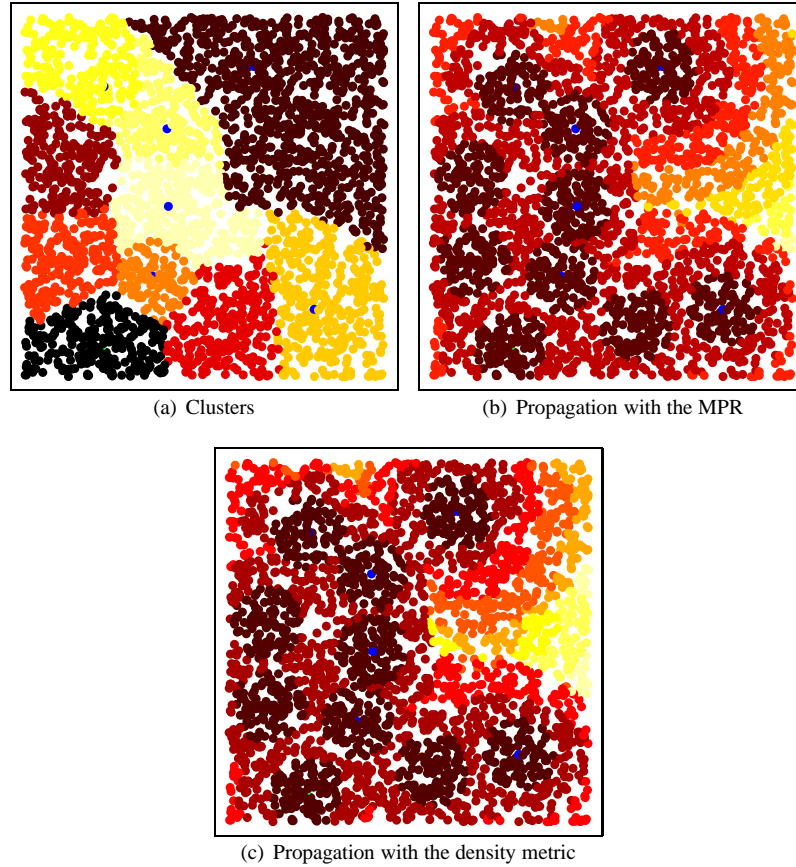 (a) Clusters
(b) Propagation with the MPR
(c) Propagation with the density metric